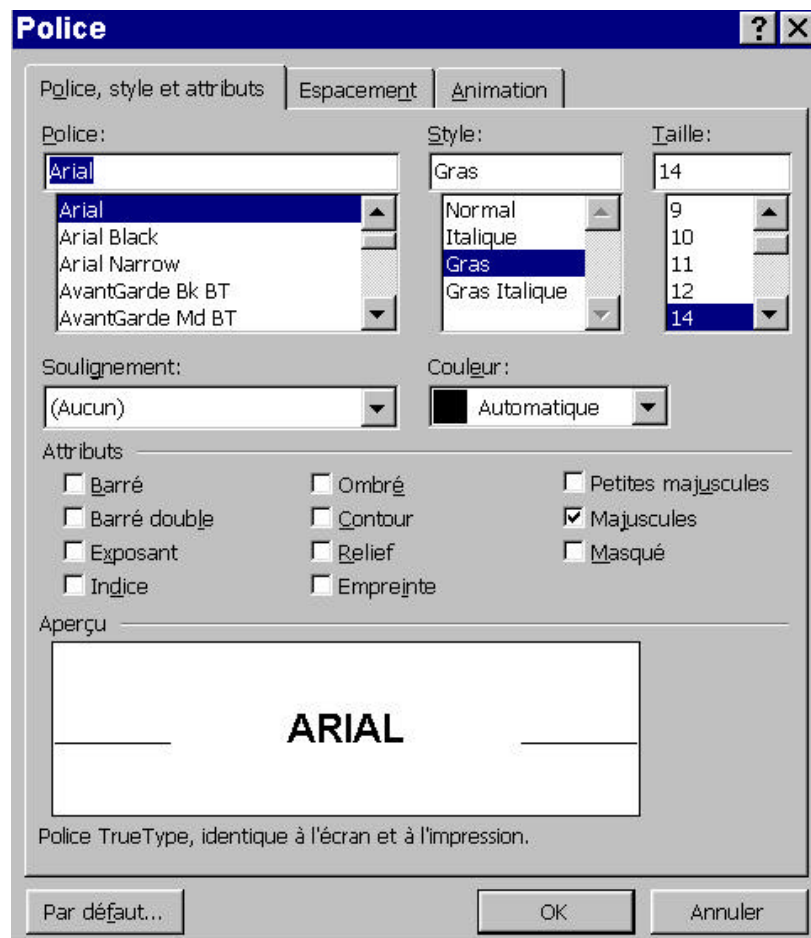 Police
Police, style et attributs Espacement Animation
Police: Style: Taille:
Arial Gras 14
Arial Normal 9
Arial Black Italique 10
Arial Narrow Gras 11
AvantGarde Bk BT Gras Italique 12
AvantGarde Md BT 14
Soulignement: Couleur:
(Aucun) Automatique
Attributs
Barré Ombré Petites majuscules
Barré double Contour Majuscules
Exposant Relief Masqué
Indice Empreinte
Aperçu
ARIAL
Police TrueType, identique à l'écran et à l'impression.
Par défaut... OK Annuler